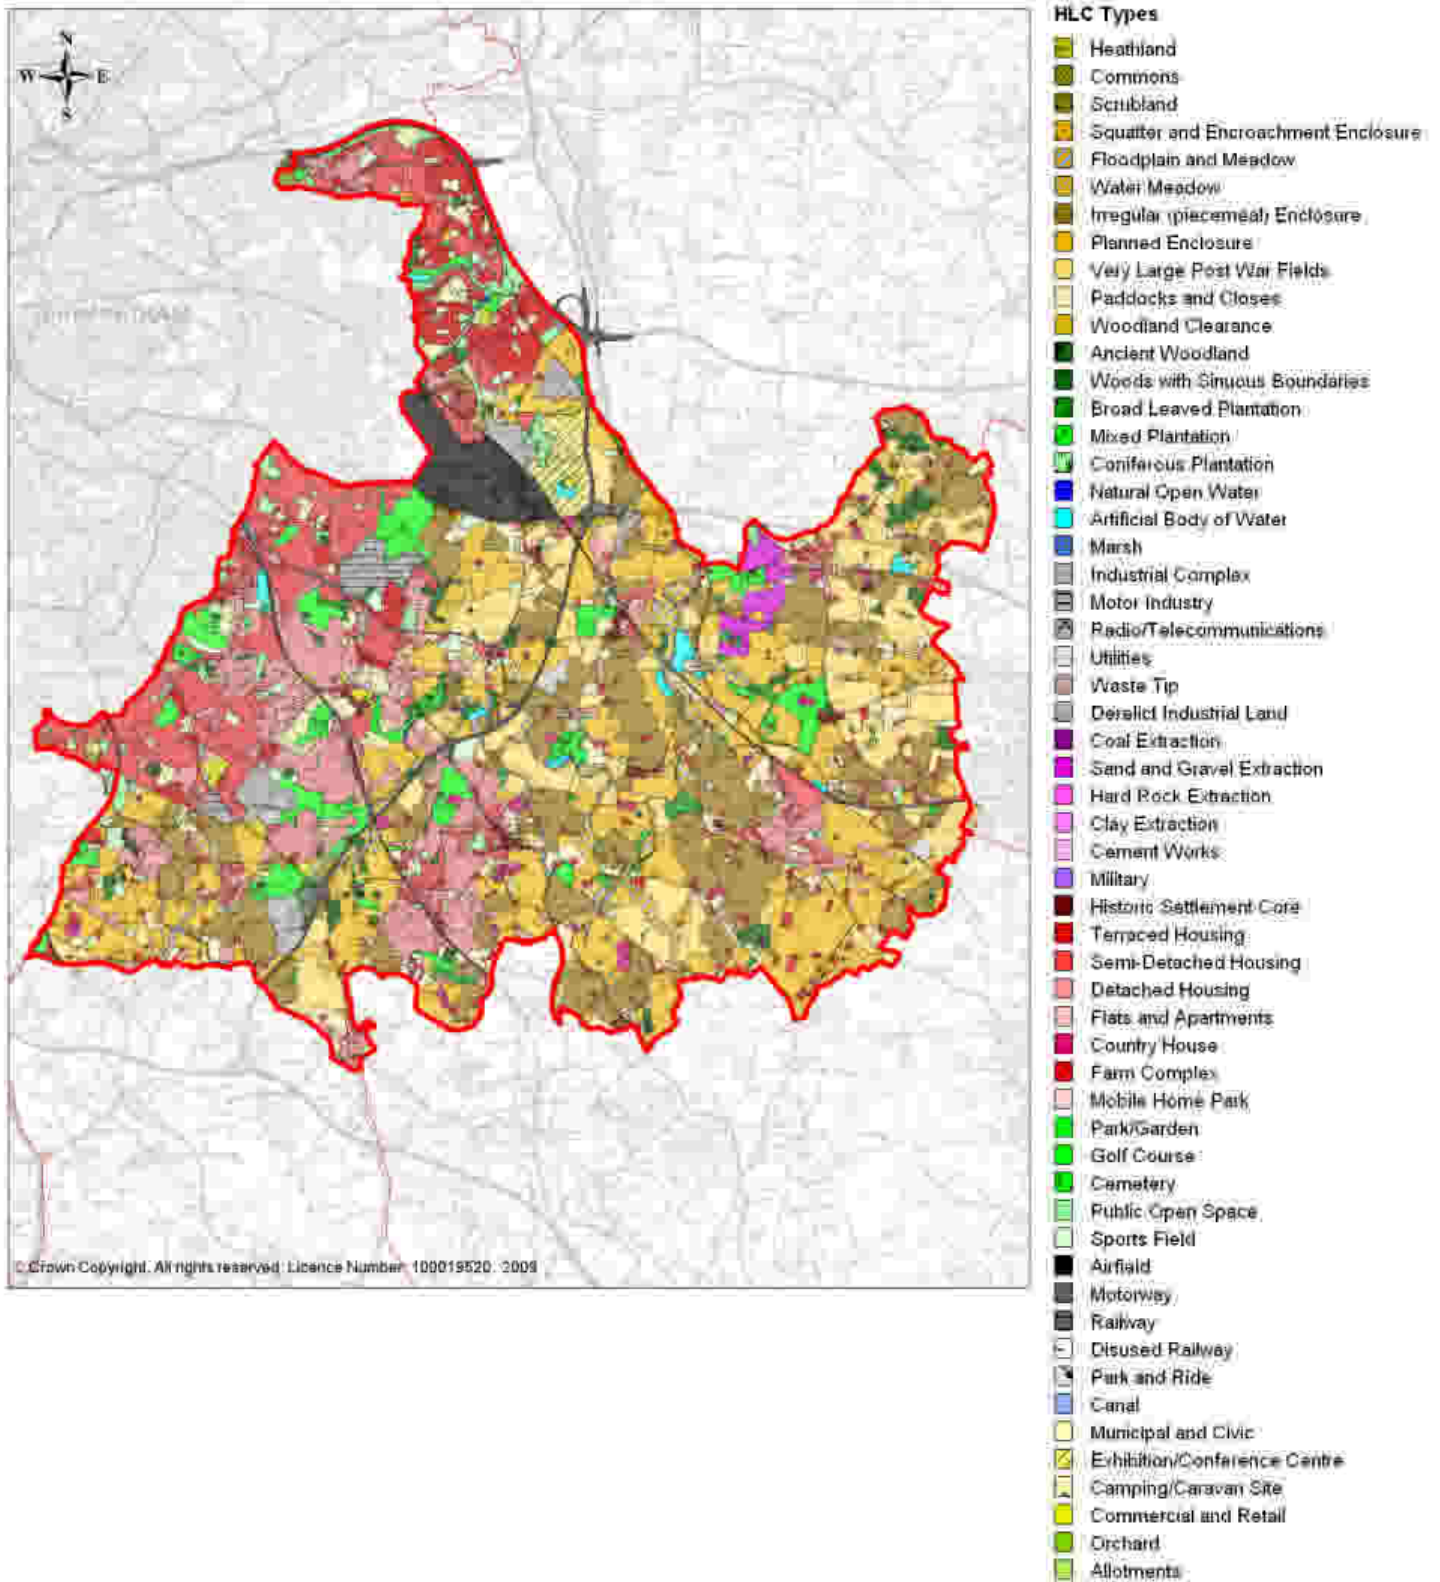 HLC Types
N
W E
S
Heathland
Commons
Scrubland
Squatter and Encroachment Enclosure
Floodplain and Meadow
Water Meadow
Irregular (piecemeal) Enclosure
Planned Enclosure
Very Large Post War Fields
Paddocks and Closes
Woodland Clearance
Ancient Woodland
Woods with Sinuous Boundaries
Broad Leaved Plantation
Mixed Plantation
Coniferous Plantation
Natural Open Water
Artificial Body of Water
Marsh
Industrial Complex
Motor Industry
Radio/Telecommunications
Utilities
Waste Tip
Derelict Industrial Land
Coal Extraction
Sand and Gravel Extraction
Hard Rock Extraction
Clay Extraction
Cement Works
Military
Historic Settlement Core
Terraced Housing
Semi-Detached Housing
Detached Housing
Flats and Apartments
Country House
Farm Complex
Mobile Home Park
Park/Garden
Golf Course
Cemetery
Public Open Space
Sports Field
Airfield
Motorway
Railway
Disused Railway
Park and Ride
Canal
Municipal and Civic
Exhibition/Conference Centre
Camping/Caravan Site
Commercial and Retail
Orchard
Allotments
© Crown Copyright. All rights reserved. Licence Number: 100019520. 2009